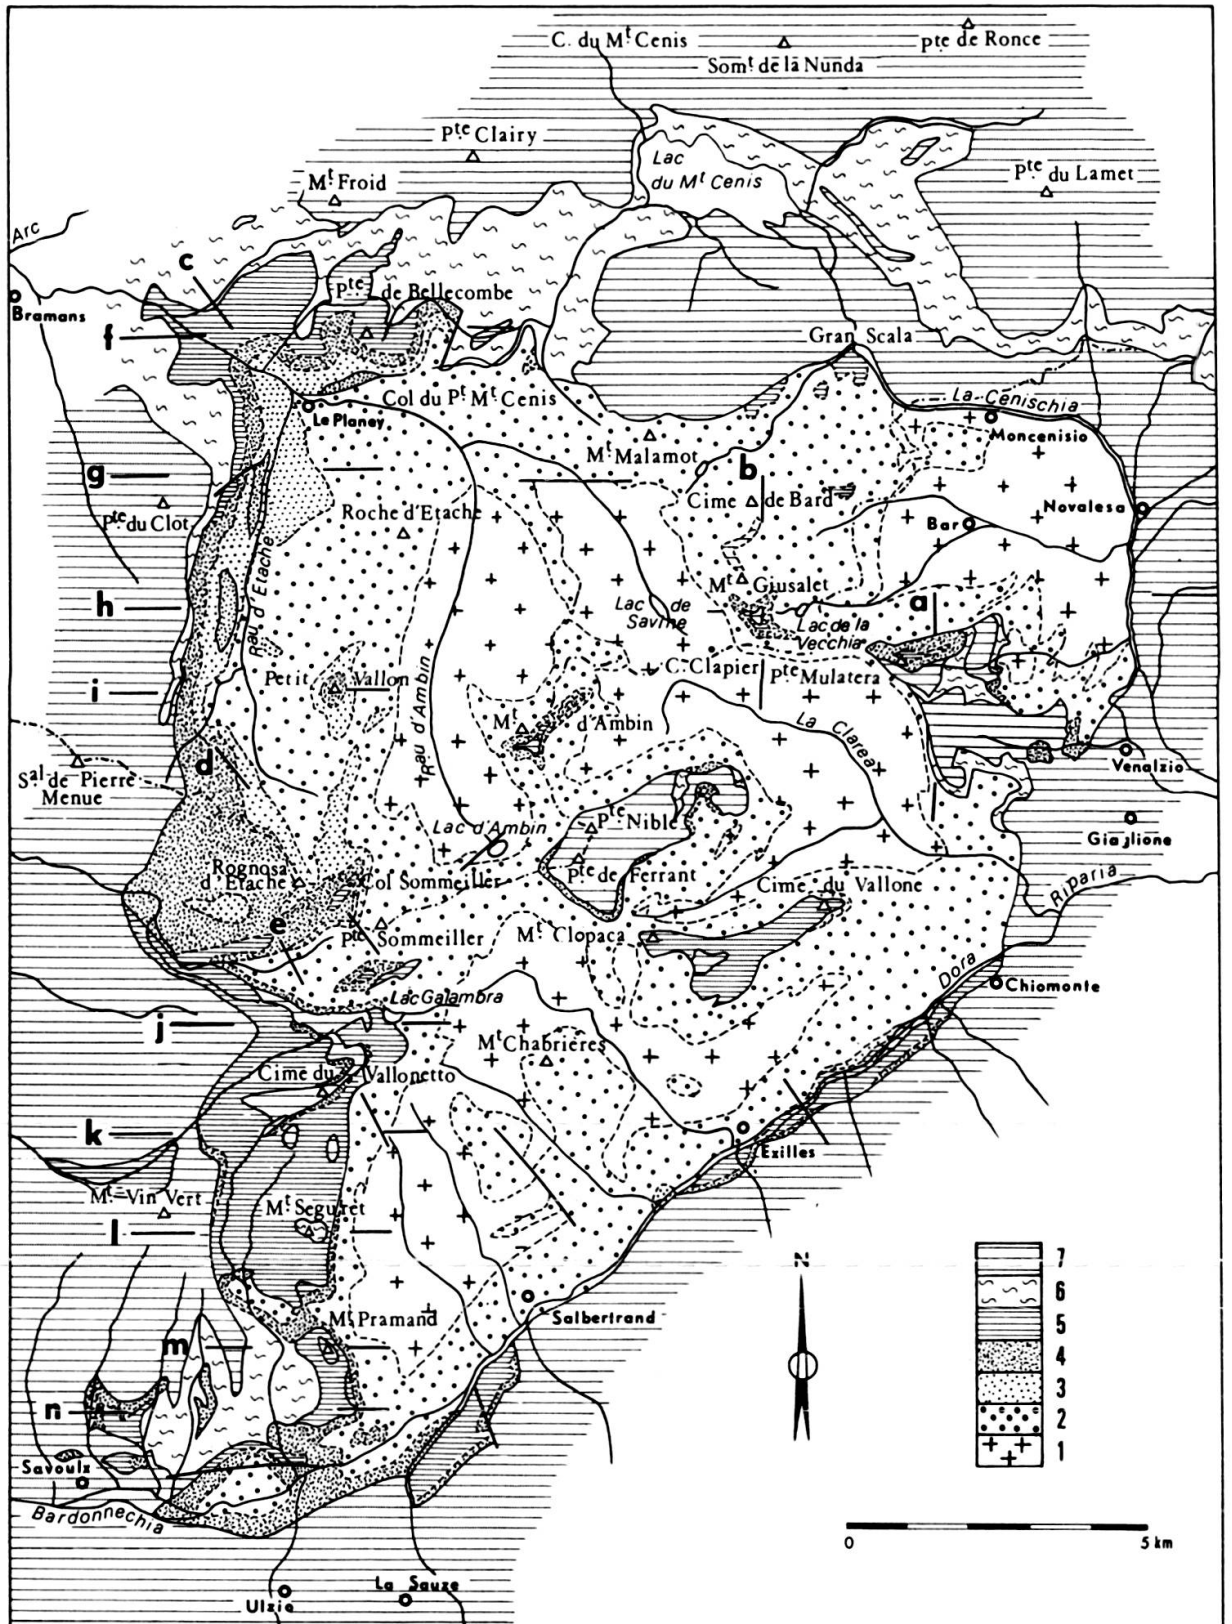 C. du Mt. Cenis
pte de Ronce
Somt. de la Nunda
Pte. Clairy
Lac
du Mt Cenis
Mt. Froid
Pte. du Lamet
Arc
c
Bramans
Pte. de Bellecombe
f
Gran Scala
Col du Pt. Mt. Cenis
La Cenischia
Le Planey
Moncenisio
Mt. Malamot
b
g
Cime de Bard
Pte du Clot
Roche d'Etache
Novalesa
Bar
Rau d'Etache
Mt. Giusalet
h
Lac de
a
Lac de la
Vecchia
C. Clapier
Pte. Mulatera
i
Petit Vallon
Rau d'Ambin
Mt. d'Ambin
La Clarea
d
Sal. de Pierre
Menue
Venalzio
Lac d'Ambin
Pte Nible
Giaglione
Rognosa
d'Etache
Col Sommeiller
Pte de Ferrant
Cime du Vallone
Riparia
e
Pte Sommeiller
Mt. Clopaca
Dora
Lac Galambra
Chiomonte
j
Mt. Chabrières
Cime du Vallonetto
k
Exilles
Mt. Vin Vert
Mt. Seguret
l
N
7
6
Salbertrand
5
Mt. Pramand
4
m
3
n
2
1
Savoulx
Bardonnechia
0
5 km
La Sauze
Ulzio